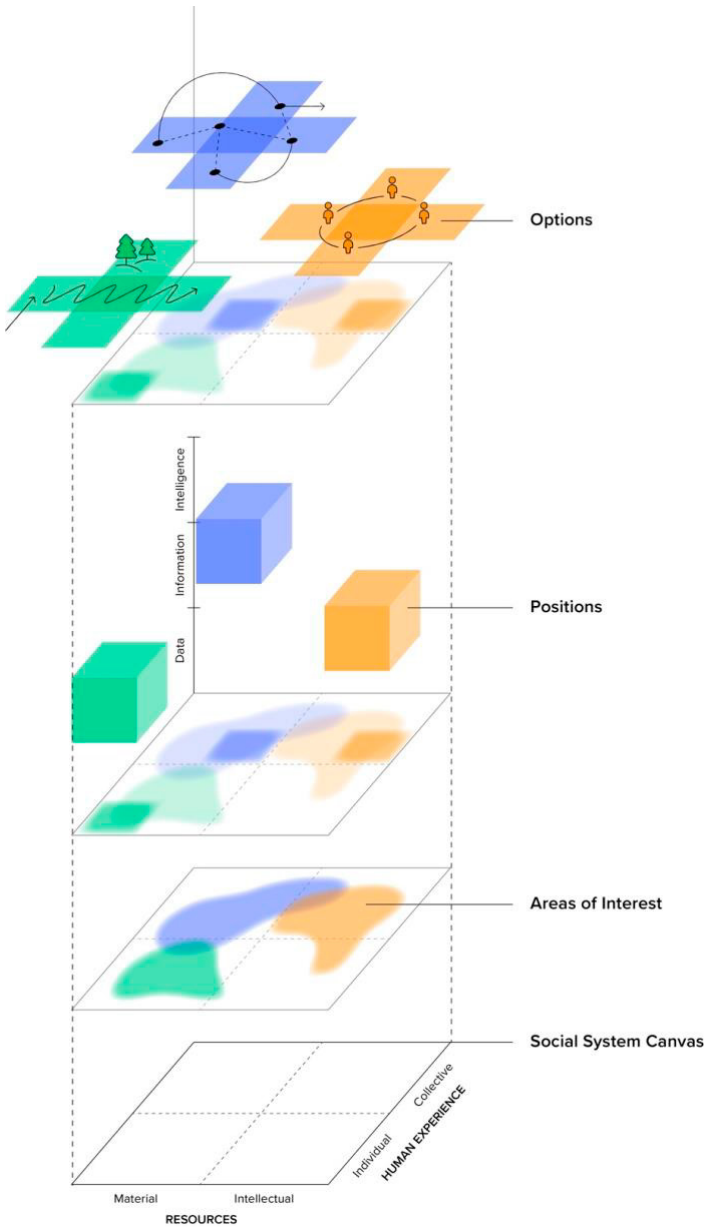 Options
Intelligence
Information
Data
Positions
Areas of Interest
Social System Canvas
Collective
Individual
HUMAN EXPERIENCE
Material
Intellectual
RESOURCES